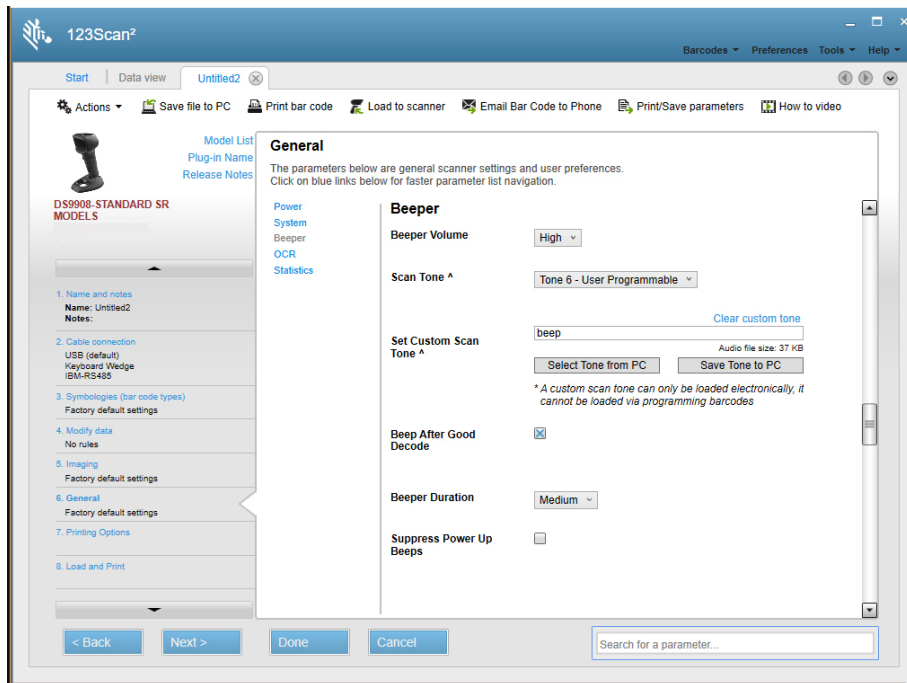 123Scan²
Barcodes Preferences Tools Help
Start Data view Untitled2
Actions Save file to PC Print bar code Load to scanner Email Bar Code to Phone Print/Save parameters How to video
Model List
Plug-in Name
Release Notes
DS9908-STANDARD SR
MODELS
1. Name and notes
Name: Untitled2
Notes:
2. Cable connection
USB (default)
Keyboard Wedge
IBM-RS485
3. Symbologies (bar code types)
Factory default settings
4. Modify data
No rules
5. Imaging
Factory default settings
6. General
Factory default settings
7. Printing Options
8. Load and Print
General
The parameters below are general scanner settings and user preferences.
Click on blue links below for faster parameter list navigation.
Power
System
Beeper
OCR
Statistics
Beeper
Beeper Volume High
Scan Tone ^ Tone 6 - User Programmable
Clear custom tone
Set Custom Scan
Tone ^
beep
Audio file size: 37 KB
Select Tone from PC Save Tone to PC
* A custom scan tone can only be loaded electronically, it
cannot be loaded via programming barcodes
Beep After Good
Decode
Beeper Duration Medium
Suppress Power Up
Beeps
< Back Next > Done Cancel Search for a parameter...